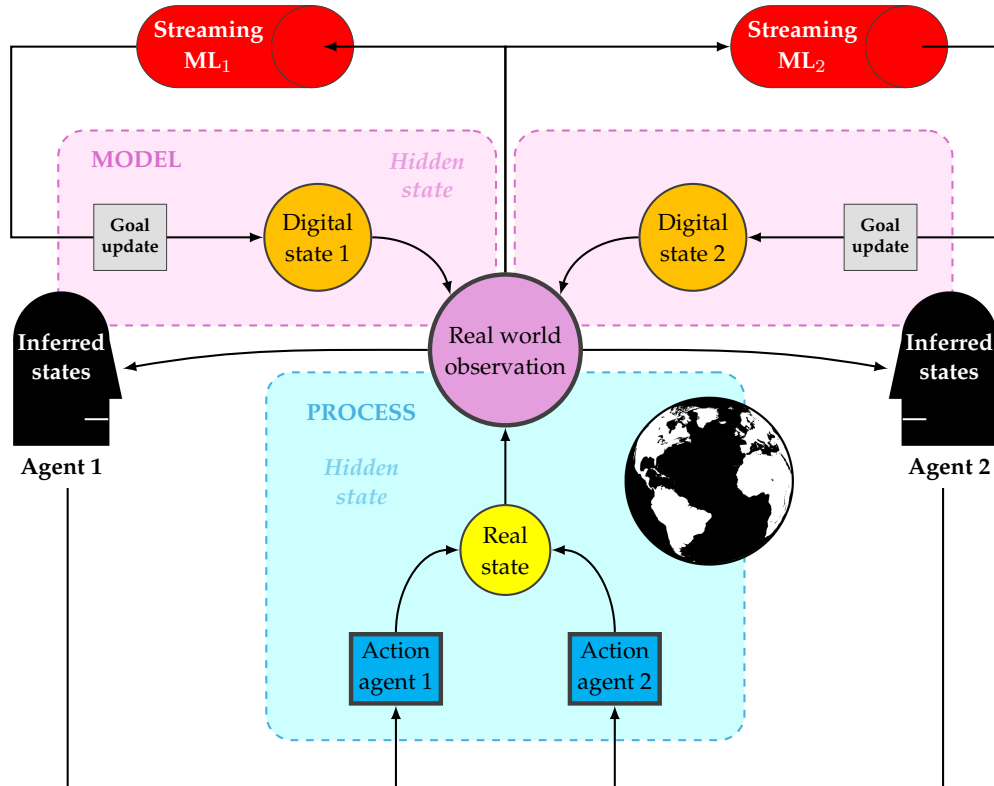 Streaming
ML₁
Streaming
ML₂
MODEL
Hidden
state
Goal
update
Digital
state 1
Digital
state 2
Goal
update
Inferred
states
Real world
observation
Inferred
states
Agent 1
Agent 2
PROCESS
Hidden
state
Real
state
Action
agent 1
Action
agent 2